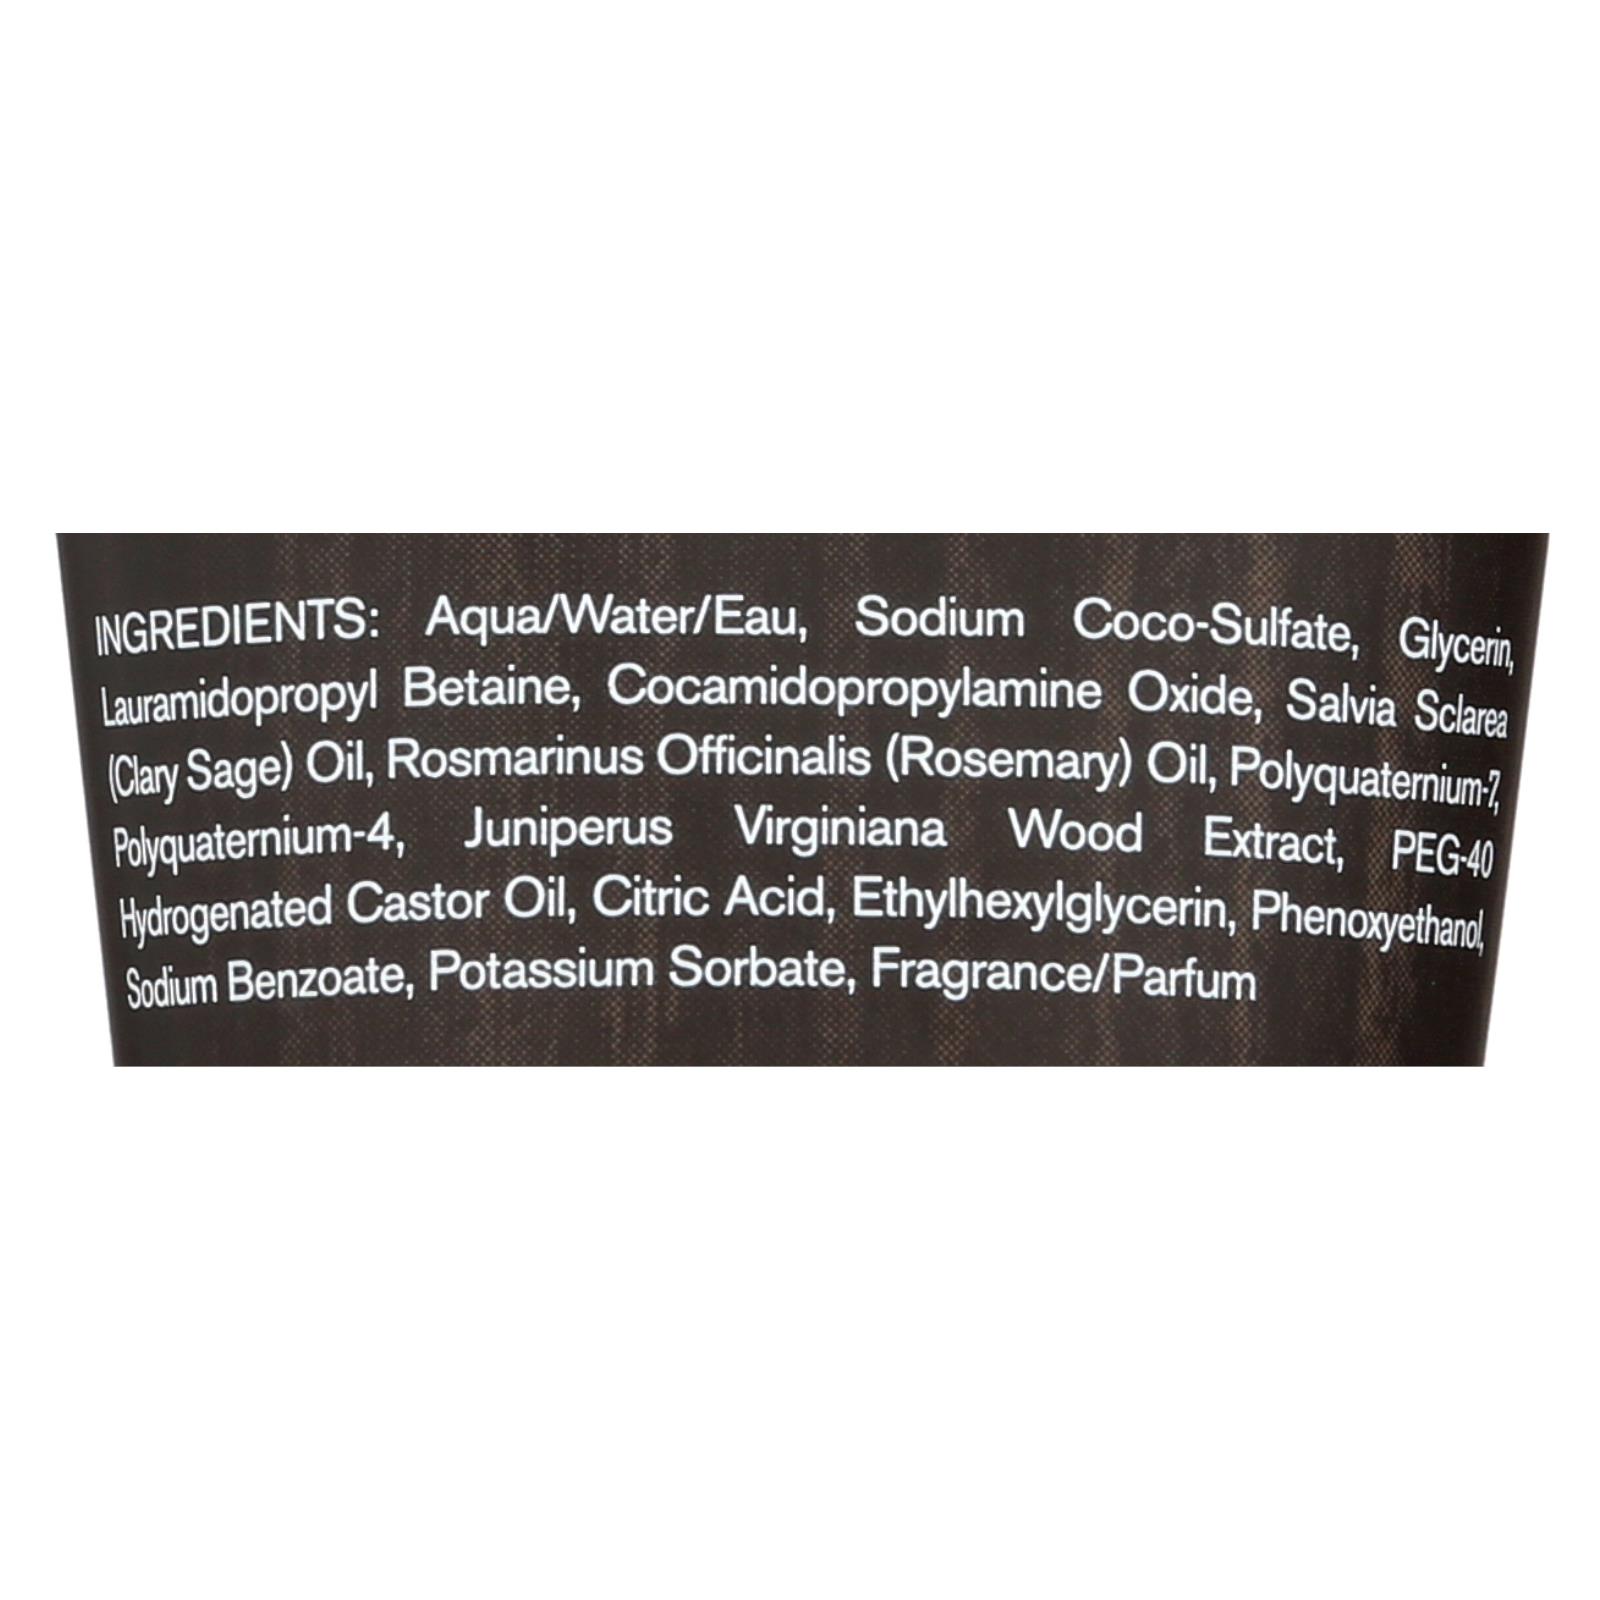 INGREDIENTS: Aqua/Water/Eau, Sodium Coco-Sulfate, Glycerin,
Lauramidopropyl Betaine, Cocamidopropylamine Oxide, Salvia Sclarea
(Clary Sage) Oil, Rosmarinus Officinalis (Rosemary) Oil, Polyquaternium-7,
Polyquaternium-4, Juniperus Virginiana Wood Extract, PEG-40
Hydrogenated Castor Oil, Citric Acid, Ethylhexylglycerin, Phenoxyethanol,
Sodium Benzoate, Potassium Sorbate, Fragrance/Parfum